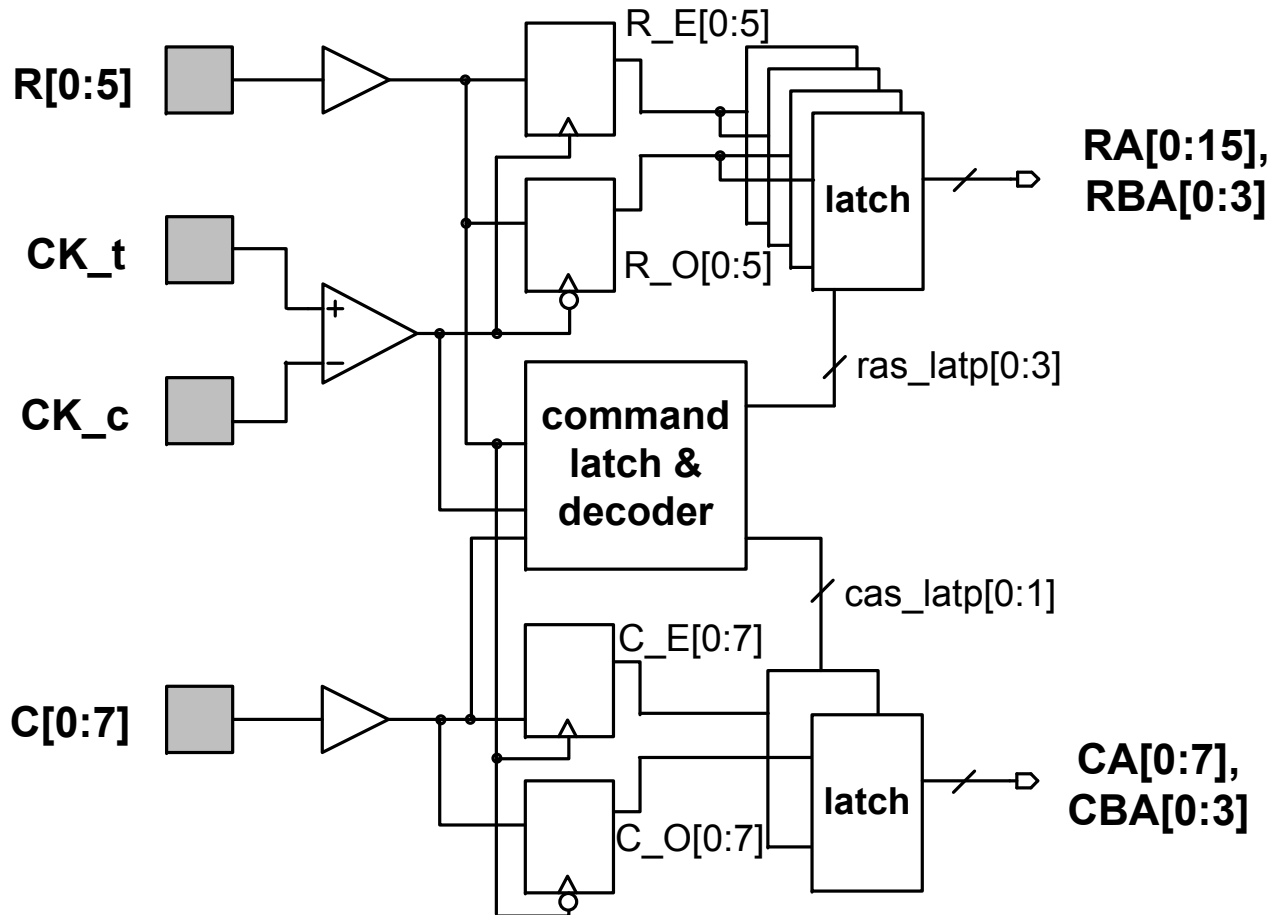 R[0:5]
R_E[0:5]
RA[0:15],
RBA[0:3]
latch
CK_t
R_O[0:5]
+
−
ras_latp[0:3]
CK_c
command
latch &
decoder
cas_latp[0:1]
C_E[0:7]
C[0:7]
CA[0:7],
CBA[0:3]
latch
C_O[0:7]